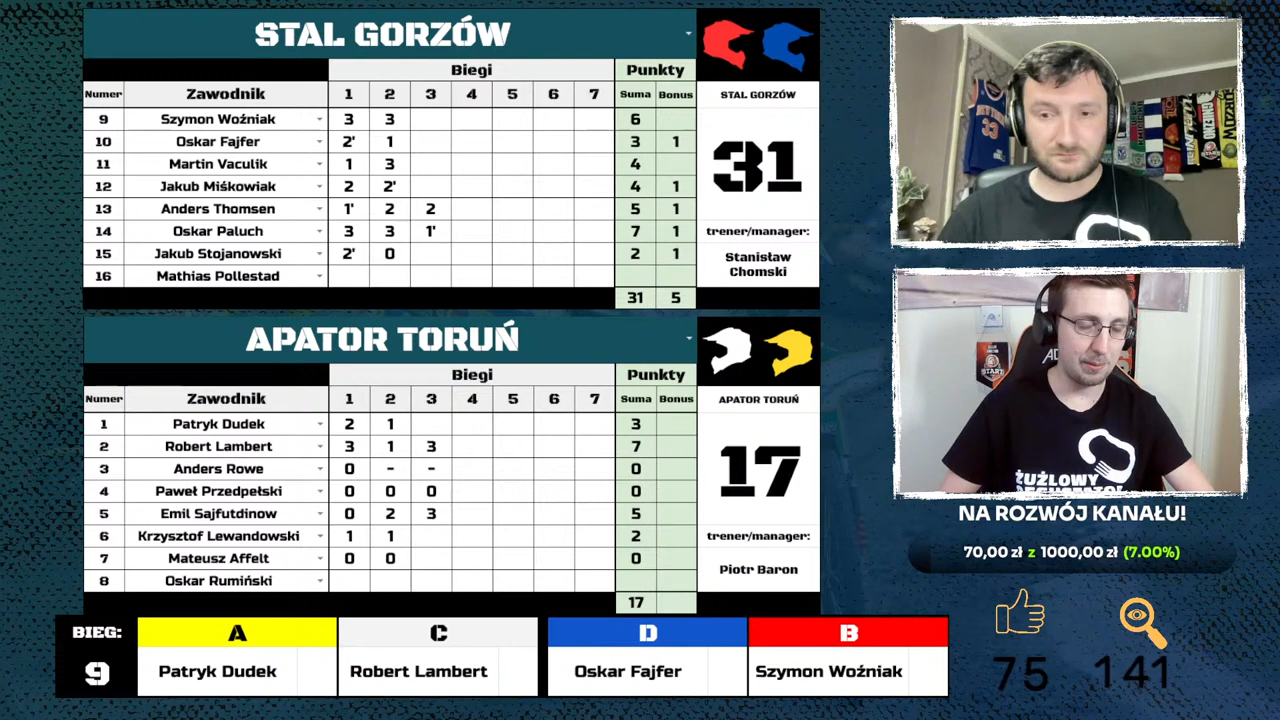 STAL GORZÓW
Biegi Punkty
Numer Zawodnik 1 2 3 4 5 6 7 Suma Bonus STAL GORZÓW
9 Szymon Woźniak 3 3 6
10 Oskar Fajfer 2' 1 3 1
11 Martin Vaculik 1 3 4
12 Jakub Miśkowiak 2 2' 4 1
13 Anders Thomsen 1' 2 2 5 1
14 Oskar Paluch 3 3 1' 7 1
15 Jakub Stojanowski 2' 0 2 1
16 Mathias Pollestad
31 5
31
trener/manager:
Stanisław
Chomski
APATOR TORUŃ
Biegi Punkty
Numer Zawodnik 1 2 3 4 5 6 7 Suma Bonus APATOR TORUŃ
1 Patryk Dudek 2 1 3
2 Robert Lambert 3 1 3 7
3 Anders Rowe 0 - - 0
4 Paweł Przedpełski 0 0 0 0
5 Emil Sajfutdinow 0 2 3 5
6 Krzysztof Lewandowski 1 1 2
7 Mateusz Affelt 0 0 0
8 Oskar Rumiński
17
17
trener/manager:
Piotr Baron
BIEG:
9
A C D B
Patryk Dudek Robert Lambert Oskar Fajfer Szymon Woźniak
33
START
ŻUŻLOWY
NA ROZWÓJ KANAŁU!
70,00 zł z 1000,00 zł (7.00%)
75 141